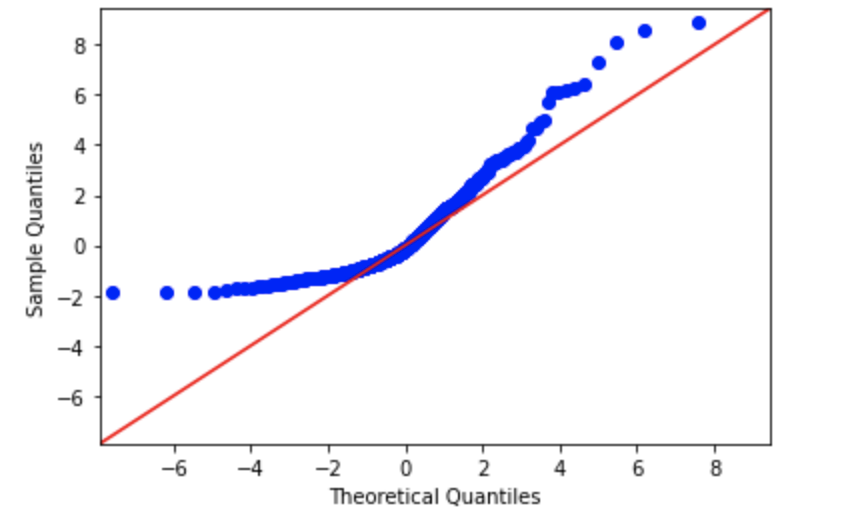 8
6
4
2
0
−2
−4
−6
Sample Quantiles
−6 −4 −2 0 2 4 6 8
Theoretical Quantiles